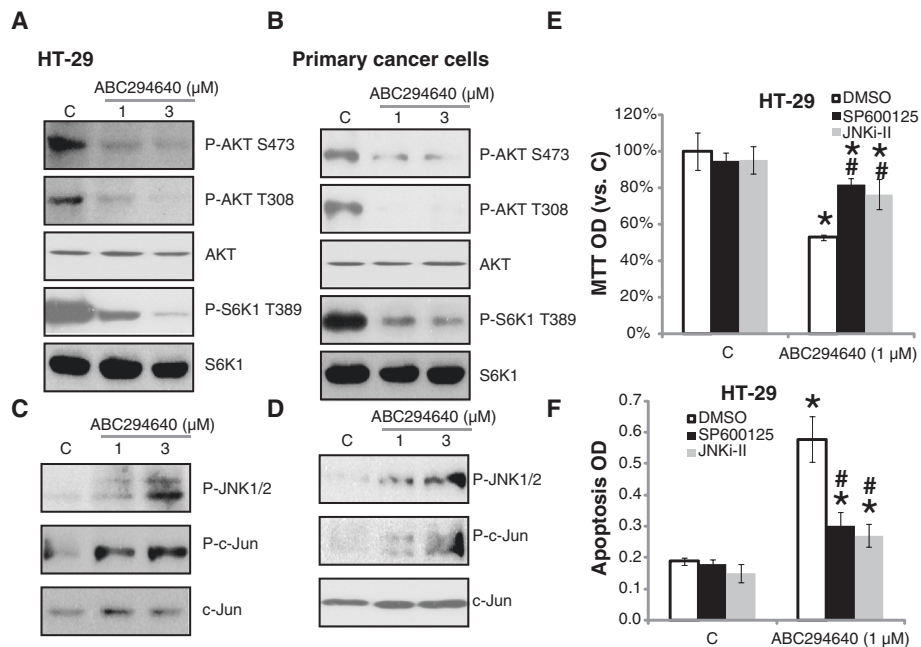 A
HT-29
ABC294640 (µM)
C 1 3
P-AKT S473
P-AKT T308
AKT
P-S6K1 T389
S6K1
B
Primary cancer cells
ABC294640 (µM)
C 1 3
P-AKT S473
P-AKT T308
AKT
P-S6K1 T389
S6K1
C
ABC294640 (µM)
C 1 3
P-JNK1/2
P-c-Jun
c-Jun
D
ABC294640 (µM)
C 1 3
P-JNK1/2
P-c-Jun
c-Jun
E
HT-29
DMSO
SP600125
JNKi-II
MTT OD (vs. C)
120%
100%
80%
60%
40%
20%
0%
* *
# #
*
C ABC294640 (1 µM)
F
HT-29
DMSO
SP600125
JNKi-II
Apoptosis OD
0.7
0.6
0.5
0.4
0.3
0.2
0.1
0.0
*
# #
* *
C ABC294640 (1 µM)